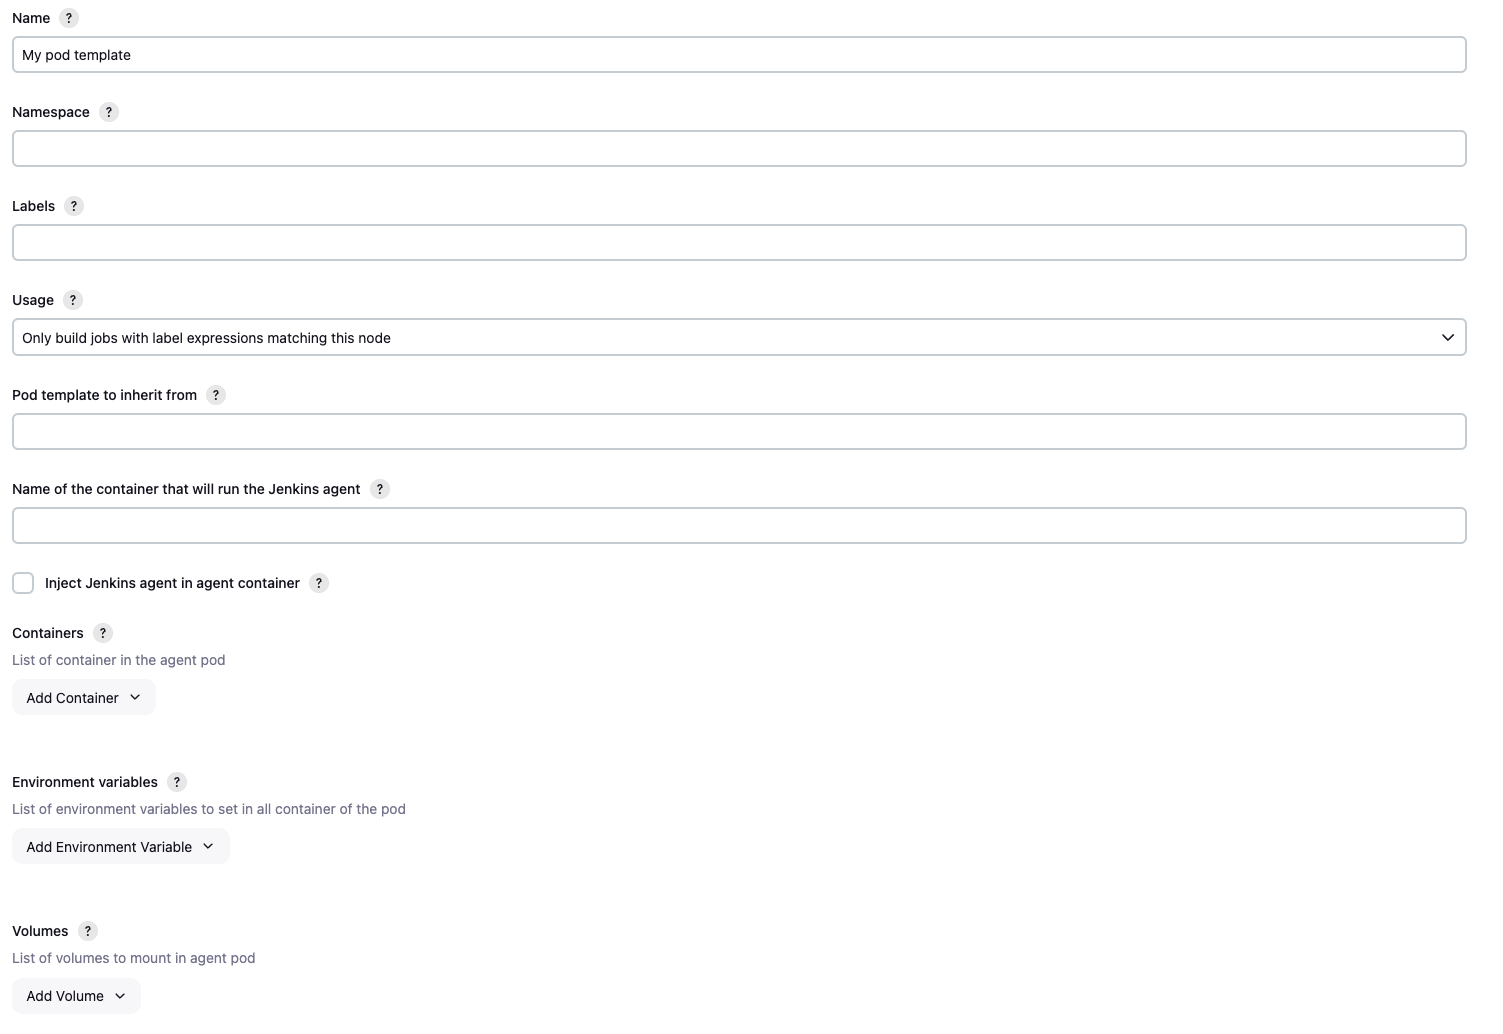 Name ?
My pod template
Namespace ?
Labels ?
Usage ?
Only build jobs with label expressions matching this node
Pod template to inherit from ?
Name of the container that will run the Jenkins agent ?
Inject Jenkins agent in agent container ?
Containers ?
List of container in the agent pod
Add Container
Environment variables ?
List of environment variables to set in all container of the pod
Add Environment Variable
Volumes ?
List of volumes to mount in agent pod
Add Volume